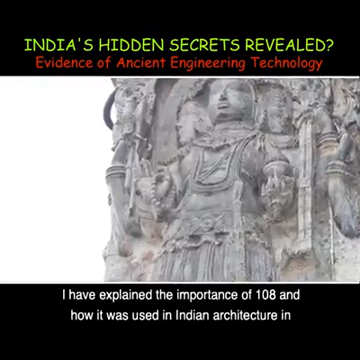 INDIA'S HIDDEN SECRETS REVEALED?
Evidence of Ancient Engineering Technology
I have explained the importance of 108 and
how it was used in Indian architecture in